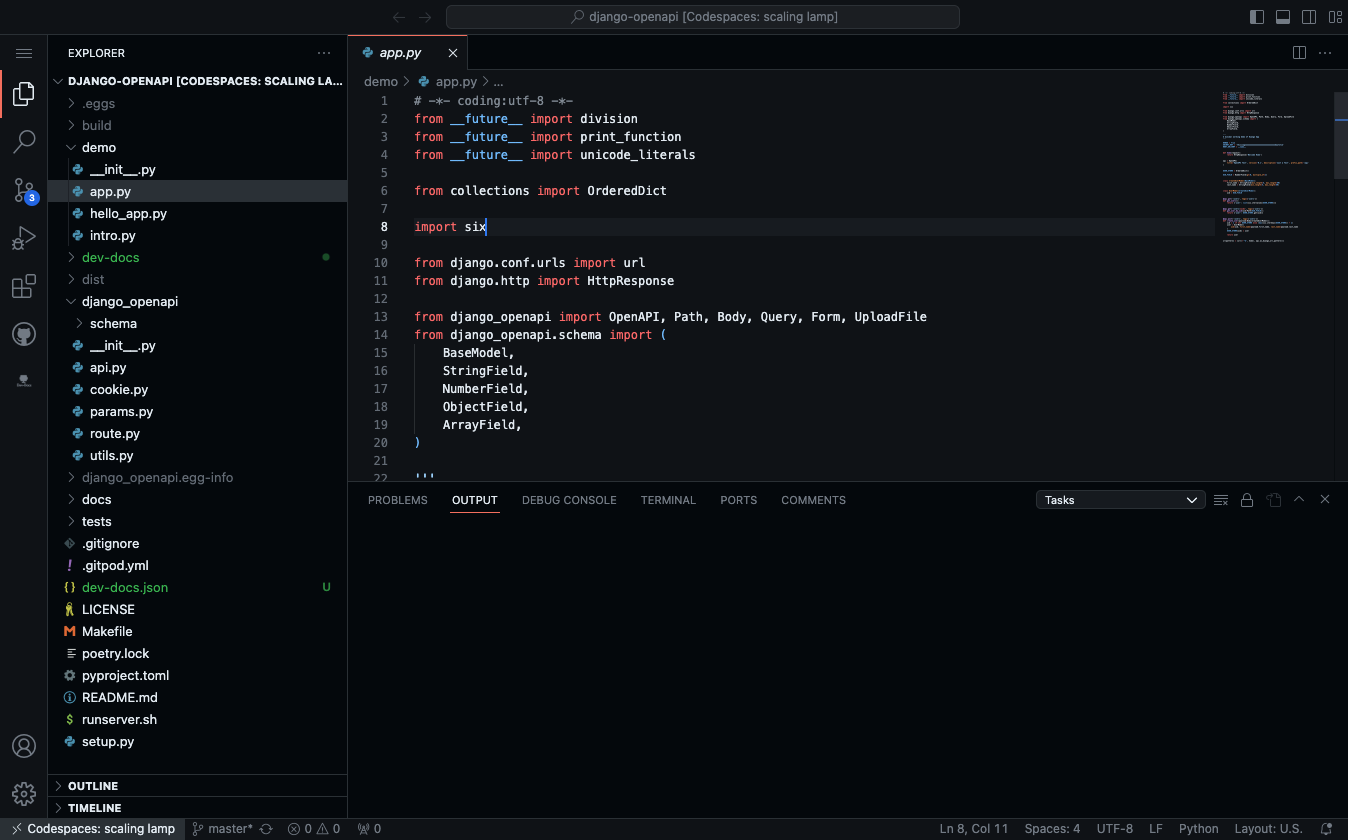 django-openapi [Codespaces: scaling lamp]
EXPLORER
DJANGO-OPENAPI [CODESPACES: SCALING LA...
.eggs
build
demo
__init__.py
app.py
hello_app.py
intro.py
dev-docs
dist
django_openapi
schema
__init__.py
api.py
cookie.py
params.py
route.py
utils.py
django_openapi.egg-info
docs
tests
.gitignore
.gitpod.yml
dev-docs.json U
LICENSE
Makefile
poetry.lock
pyproject.toml
README.md
runserver.sh
setup.py
OUTLINE
TIMELINE
3
app.py
demo > app.py > ...
1 # -*- coding:utf-8 -*-
2 from __future__ import division
3 from __future__ import print_function
4 from __future__ import unicode_literals
5
6 from collections import OrderedDict
7
8 import six
9
10 from django.conf.urls import url
11 from django.http import HttpResponse
12
13 from django_openapi import OpenAPI, Path, Body, Query, Form, UploadFile
14 from django_openapi.schema import (
15 BaseModel,
16 StringField,
17 NumberField,
18 ObjectField,
19 ArrayField,
20 )
21
22 '''
PROBLEMS OUTPUT DEBUG CONSOLE TERMINAL PORTS COMMENTS Tasks
Codespaces: scaling lamp master* 0 0 0 Ln 8, Col 11 Spaces: 4 UTF-8 LF Python Layout: U.S.